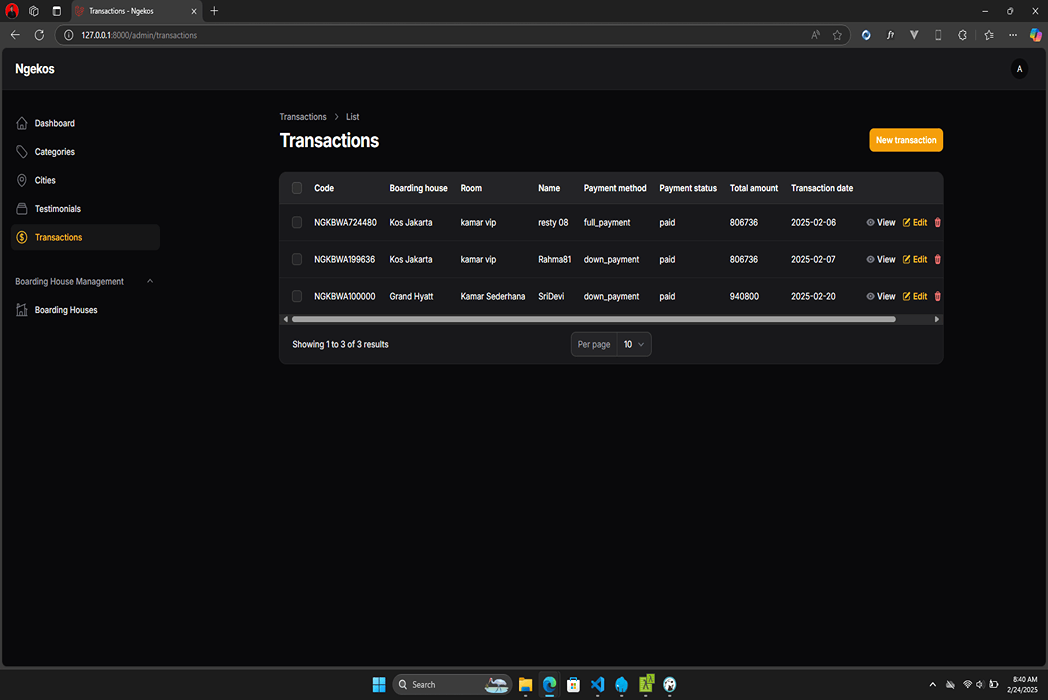 Transactions - Ngekos
127.0.0.1:8000/admin/transactions
Ngekos
A
Dashboard
Categories
Cities
Testimonials
Transactions
Boarding House Management
Boarding Houses
Transactions > List
Transactions
New transaction
Code Boarding house Room Name Payment method Payment status Total amount Transaction date
NGKBWA724480 Kos Jakarta kamar vip resty 08 full_payment paid 806736 2025-02-06 View Edit
NGKBWA199636 Kos Jakarta kamar vip Rahma81 down_payment paid 806736 2025-02-07 View Edit
NGKBWA100000 Grand Hyatt Kamar Sederhana SriDevi down_payment paid 940800 2025-02-20 View Edit
Showing 1 to 3 of 3 results
Per page 10
Search
8:40 AM
2/24/2025